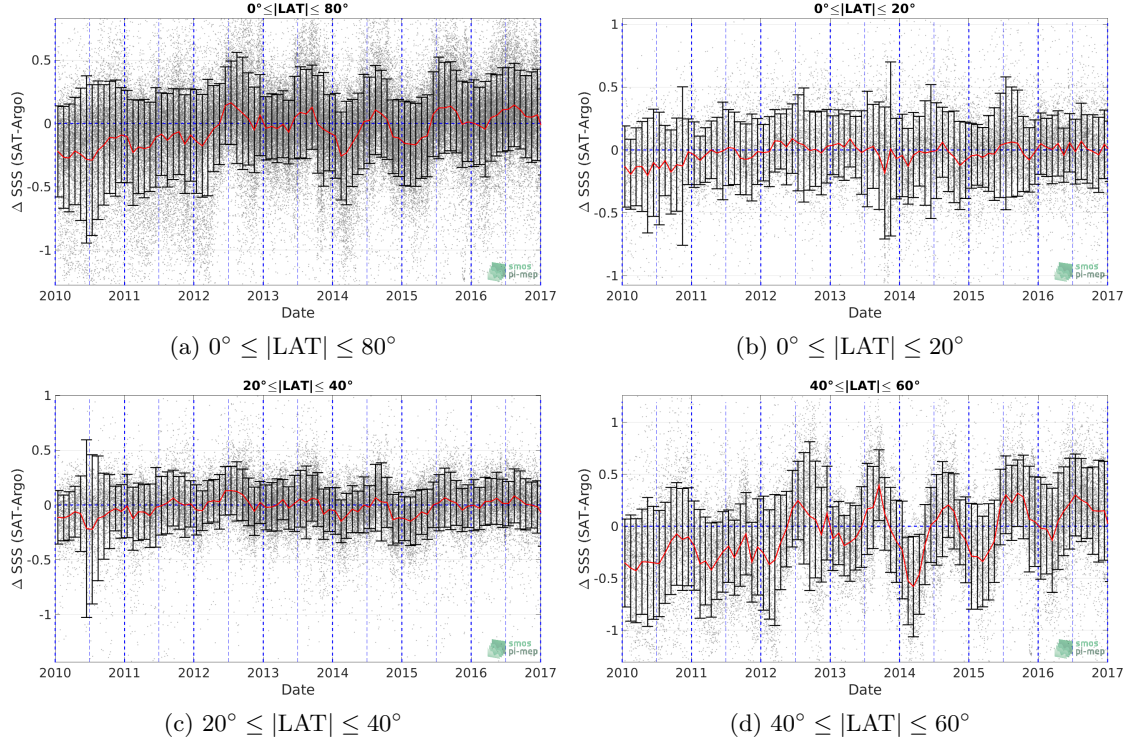 0°≤|LAT|≤ 80°
Δ SSS (SAT-Argo)
0.5
0
-0.5
-1
2010 2011 2012 2013 2014 2015 2016 2017
Date
smos
pi-mep
(a) 0° ≤ |LAT| ≤ 80°
0°≤|LAT|≤ 20°
Δ SSS (SAT-Argo)
1
0.5
0
-0.5
-1
2010 2011 2012 2013 2014 2015 2016 2017
Date
smos
pi-mep
(b) 0° ≤ |LAT| ≤ 20°
20°≤|LAT|≤ 40°
Δ SSS (SAT-Argo)
1
0.5
0
-0.5
-1
2010 2011 2012 2013 2014 2015 2016 2017
Date
smos
pi-mep
(c) 20° ≤ |LAT| ≤ 40°
40°≤|LAT|≤ 60°
Δ SSS (SAT-Argo)
1
0.5
0
-0.5
-1
2010 2011 2012 2013 2014 2015 2016 2017
Date
smos
pi-mep
(d) 40° ≤ |LAT| ≤ 60°